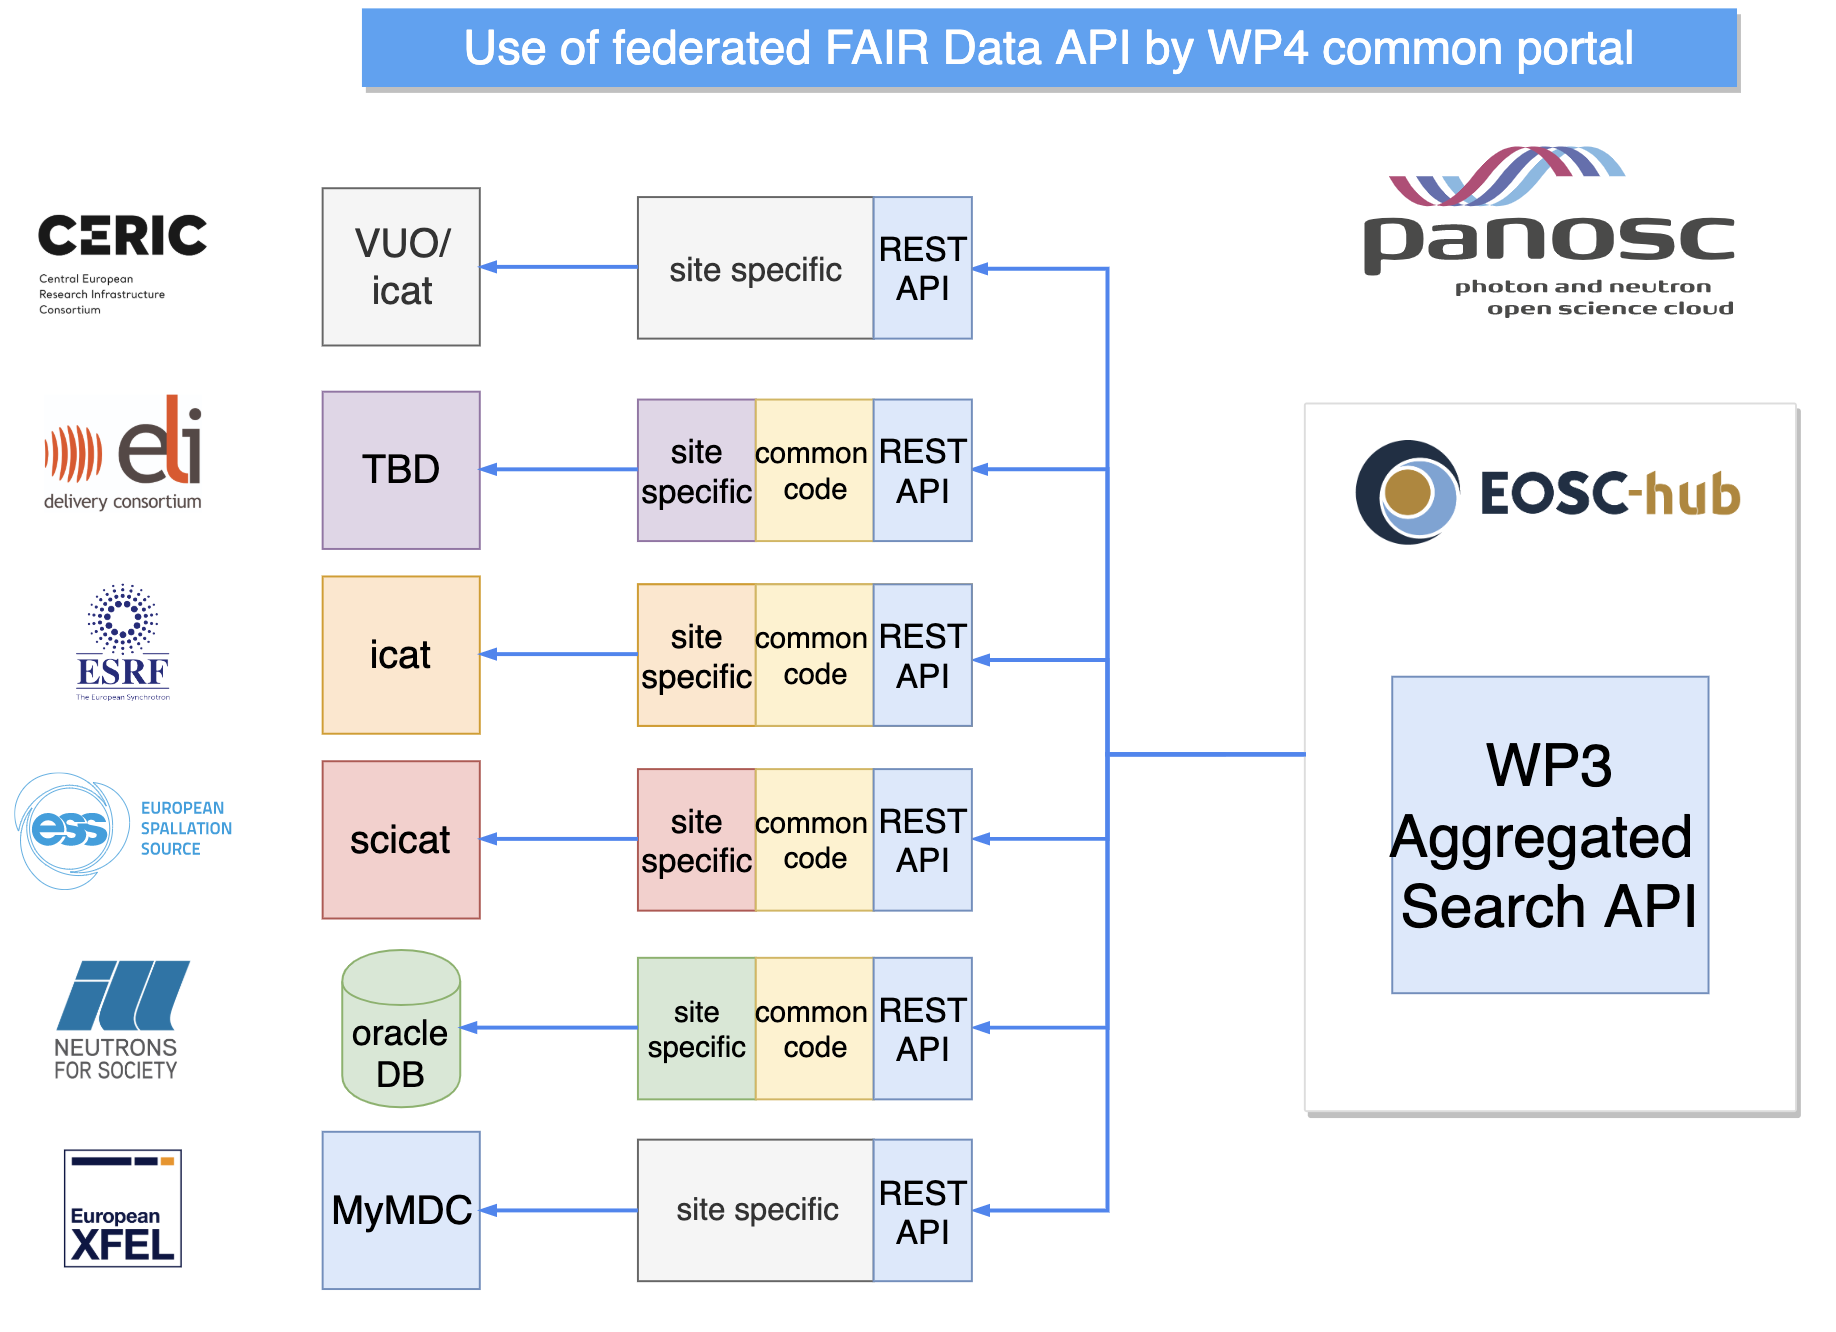 Use of federated FAIR Data API by WP4 common portal
panosc
photon and neutron
open science cloud
CERIC
Central European
Research Infrastructure
Consortium
VUO/
icat
site specific
REST
API
eli
delivery consortium
TBD
site
specific
common
code
REST
API
EOSC-hub
ESRF
The European Synchrotron
icat
site
specific
common
code
REST
API
WP3
Aggregated
Search API
ess
EUROPEAN
SPALLATION
SOURCE
scicat
site
specific
common
code
REST
API
ill
NEUTRONS
FOR SOCIETY
oracle
DB
site
specific
common
code
REST
API
European
XFEL
MyMDC
site specific
REST
API